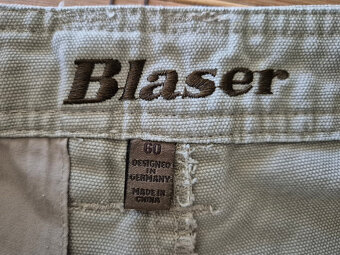 Blaser
60
DESIGNED
IN
GERMANY
MADE IN
CHINA